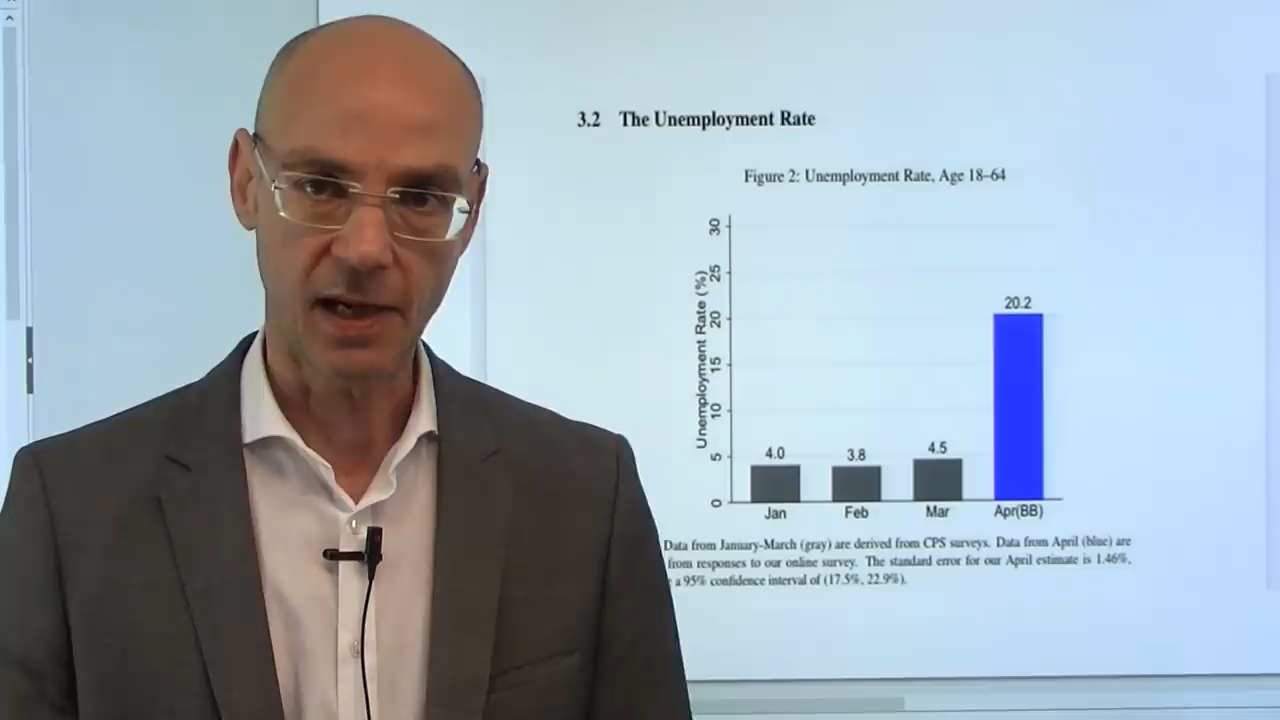 3.2 The Unemployment Rate
Figure 2: Unemployment Rate, Age 18–64
Unemployment Rate (%)
30
25
20
15
10
5
0
20.2
4.0
3.8
4.5
Jan
Feb
Mar
Apr(BB)
Data from January-March (gray) are derived from CPS surveys. Data from April (blue) are
from responses to our online survey. The standard error for our April estimate is 1.46%,
a 95% confidence interval of (17.5%, 22.9%).